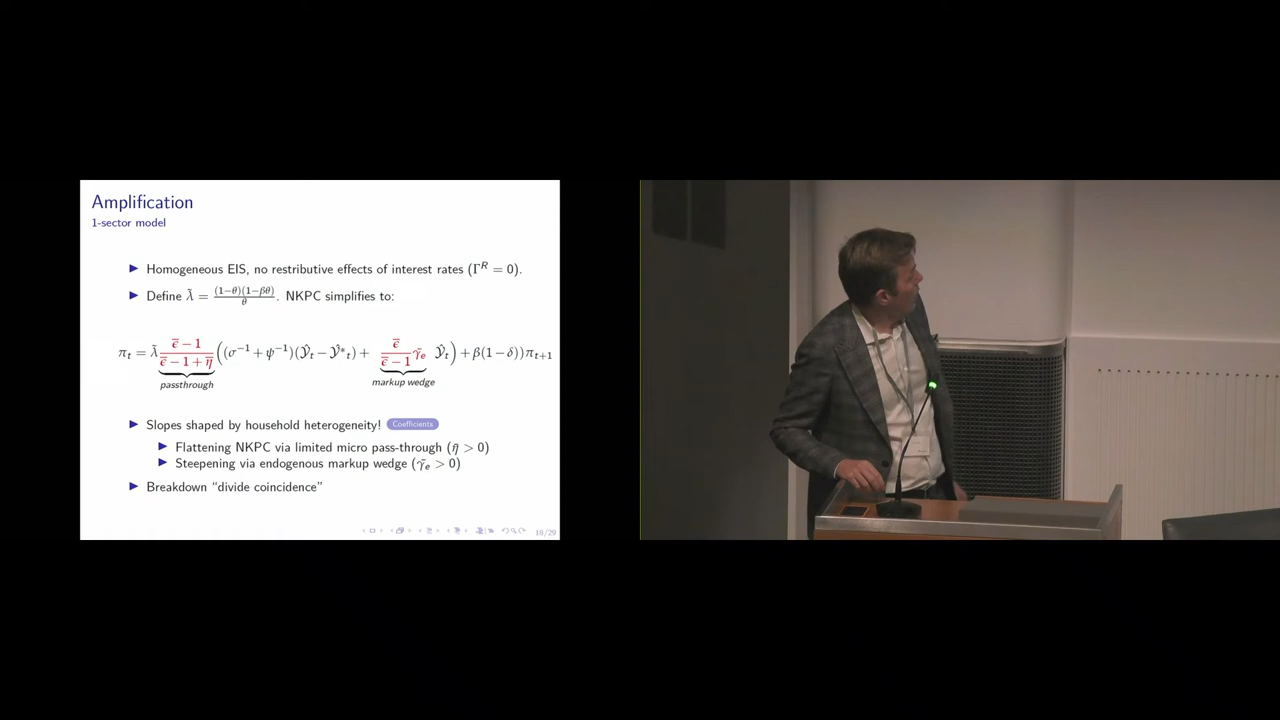 Amplification
1-sector model
▶ Homogeneous EIS, no restributive effects of interest rates (Γ^R = 0).
▶ Define λ̃ = (1−θ)(1−βθ)/θ. NKPC simplifies to:
π_t = λ̃ (ε̄ − 1)/(ε̄ − 1 + η̄) ((σ⁻¹ + ψ⁻¹)(Ŷ_t − Ŷ*_t) + ε̄/(ε̄ − 1) γ̄_e Ŷ_t) + β(1 − δ))π_{t+1}
passthrough markup wedge
▶ Slopes shaped by household heterogeneity! Coefficients
▶ Flattening NKPC via limited micro pass-through (η̄ > 0)
▶ Steepening via endogenous markup wedge (γ̄_e > 0)
▶ Breakdown “divide coincidence”
18/29